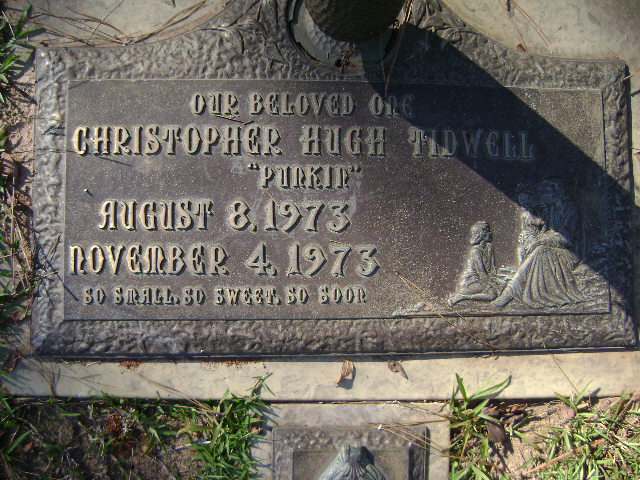 OUR BELOVED ONE
CHRISTOPHER HUGH TIDWELL
"PUNKIN"
AUGUST 8, 1973
NOVEMBER 4, 1973
SO SMALL, SO SWEET, SO SOON